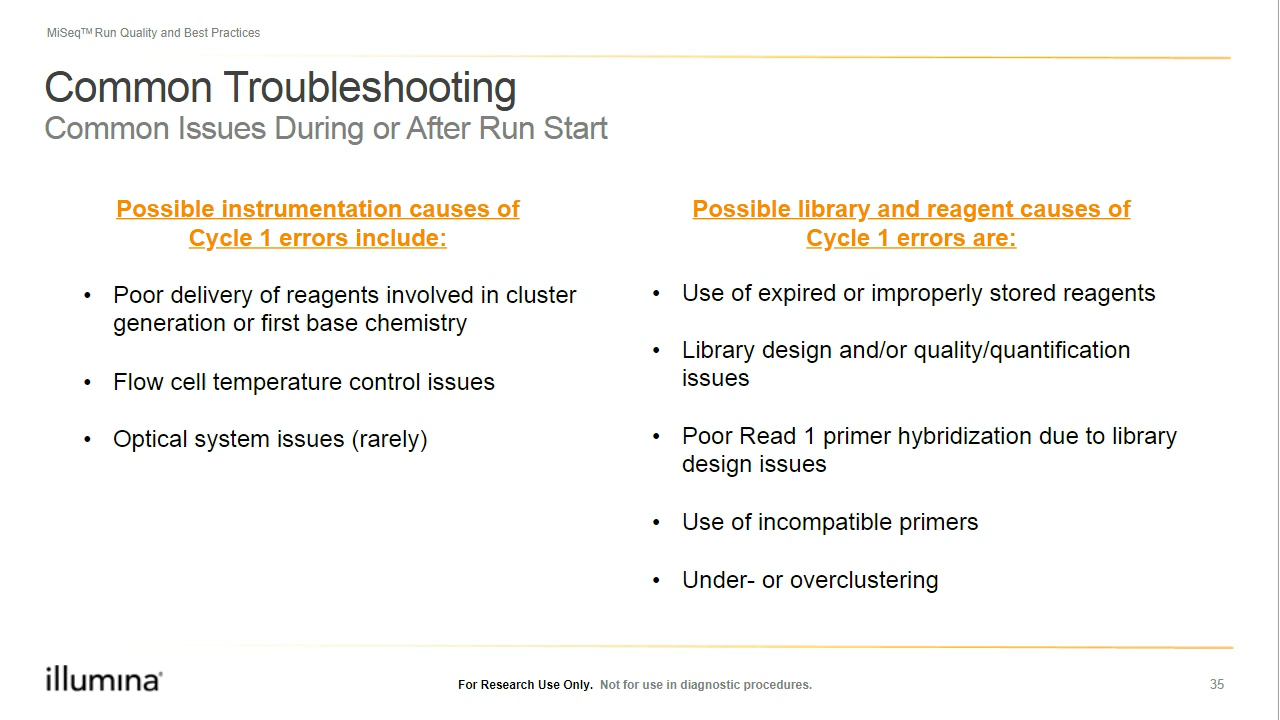 MiSeq™ Run Quality and Best Practices
Common Troubleshooting
Common Issues During or After Run Start
Possible instrumentation causes of
Cycle 1 errors include:
• Poor delivery of reagents involved in cluster
generation or first base chemistry
• Flow cell temperature control issues
• Optical system issues (rarely)
Possible library and reagent causes of
Cycle 1 errors are:
• Use of expired or improperly stored reagents
• Library design and/or quality/quantification
issues
• Poor Read 1 primer hybridization due to library
design issues
• Use of incompatible primers
• Under- or overclustering
illumina®
For Research Use Only. Not for use in diagnostic procedures.
35